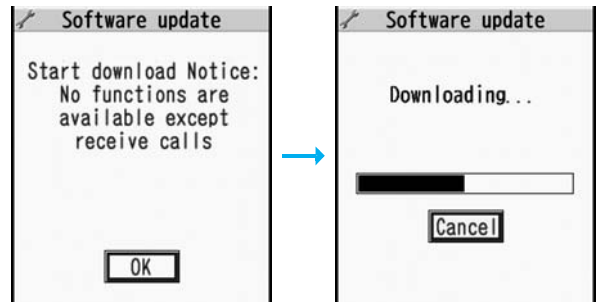 Software update
Start download Notice:
No functions are
available except
receive calls
OK
Software update
Downloading...
Cancel